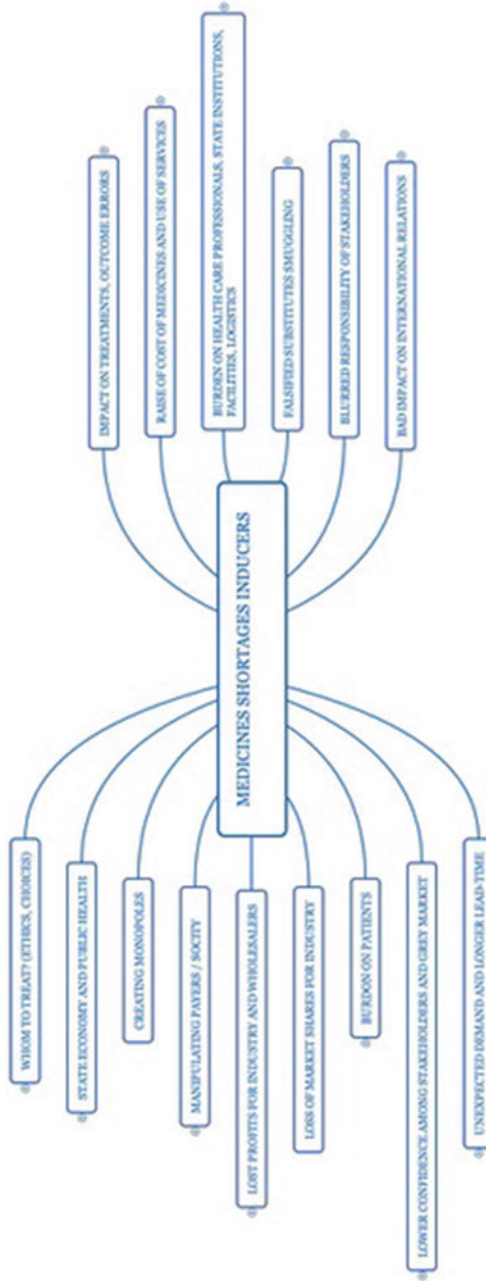 MEDICINES SHORTAGES INDUCERS
IMPACT ON TREATMENTS, OUTCOME ERRORS
RAISE OF COST OF MEDICINES AND USE OF SERVICES
BURDEN ON HEALTH CARE PROFESSIONALS, STATE INSTITUTIONS,
FACILITIES, LOGISTICS
FALSIFIED SUBSTITUTES SMUGGLING
BLURRED RESPONSIBILITY OF STAKEHOLDERS
BAD IMPACT ON INTERNATIONAL RELATIONS
WHOM TO TREAT? (ETHICS, CHOICES)
STATE ECONOMY AND PUBLIC HEALTH
CREATING MONOPOLES
MANIPULATING PAYERS / SOCITY
LOST PROFITS FOR INDUSTRY AND WHOLESALERS
LOSS OF MARKET SHARES FOR INDUSTRY
BURDON ON PATIENTS
LOWER CONFIDENCE AMONG STAKEHOLDERS AND GREY MARKET
UNEXPECTED DEMAND AND LONGER LEAD-TIME